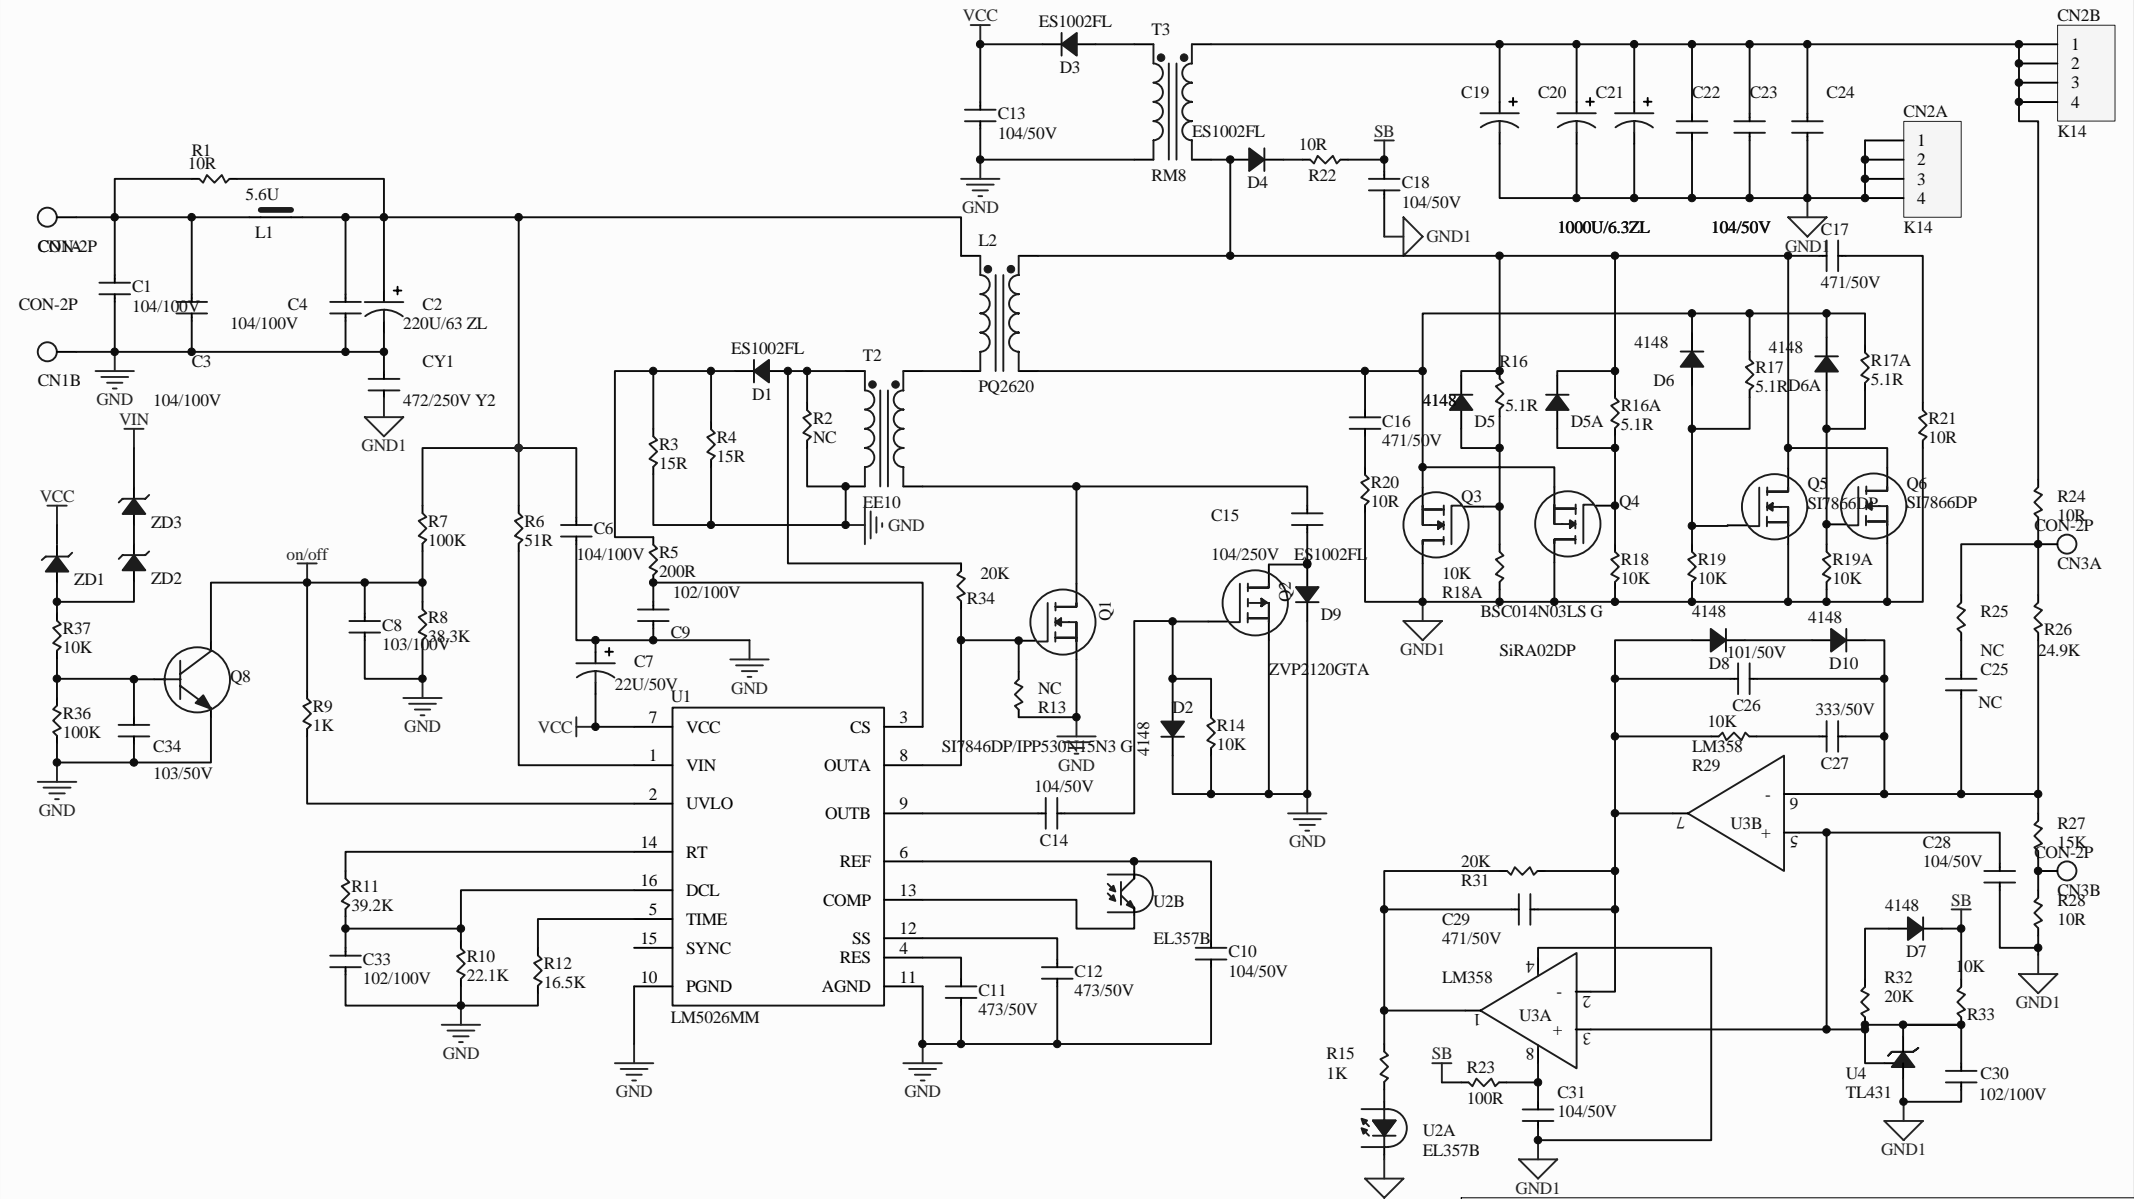 VCC
ES1002FL
D3
T3
C13
104/50V
GND
RM8
ES1002FL
D4
10R
R22
SB
C18
104/50V
GND1
C19
+
C20
+
C21
+
C22
C23
C24
1000U/6.3ZL
104/50V
GND1
CN2A
1
2
3
4
K14
CN2B
1
2
3
4
K14
R1
10R
5.6U
L1
CN1A
CON-2P
CON-2P
CN1B
C1
104/100V
C3
104/100V
C4
104/100V
+
C2
220U/63 ZL
CY1
472/250V Y2
GND
GND1
VIN
VCC
ZD3
ZD2
ZD1
on/off
R37
10K
R36
100K
C34
103/50V
Q8
GND
R9
1K
C8
103/100V
R7
100K
R8
38.3K
GND
R6
51R
C6
104/100V
ES1002FL
D1
T2
R3
15R
R4
15R
R2
NC
EE10
GND
R5
200R
102/100V
C9
+
C7
22U/50V
GND
VCC
L2
PQ2620
20K
R34
Q1
NC
R13
SI7846DP/IPP530N15N3 G
GND
C15
104/250V
ES1002FL
Q2
D9
ZVP2120GTA
D2
4148
R14
10K
GND
104/50V
C14
U1
LM5026MM
7 VCC
1 VIN
2 UVLO
14 RT
16 DCL
5 TIME
15 SYNC
10 PGND
CS 3
OUTA 8
OUTB 9
REF 6
COMP 13
SS 12
RES 4
AGND 11
R11
39.2K
C33
102/100V
R10
22.1K
R12
16.5K
GND
GND
GND
C11
473/50V
C12
473/50V
U2B
EL357B
C10
104/50V
C17
471/50V
C16
471/50V
R20
10R
4148
D5
R16
5.1R
D5A
R16A
5.1R
4148
D6
R17
5.1R
4148
D6A
R17A
5.1R
R21
10R
Q3
Q4
Q5
SI7866DP
Q6
SI7866DP
10K
R18A
R18
10K
R19
10K
R19A
10K
BSC014N03LS G
SiRA02DP
GND1
4148
D8
4148
D10
101/50V
C26
10K
R29
333/50V
C27
LM358
U3B
-
+
6
5
7
R24
10R
CON-2P
CN3A
R25
NC
C25
NC
R26
24.9K
R27
15K
CON-2P
CN3B
R28
10R
GND1
C28
104/50V
20K
R31
C29
471/50V
LM358
U3A
-
+
4
2
3
1
8
R15
1K
SB
R23
100R
C31
104/50V
GND1
U2A
EL357B
4148
D7
SB
R32
20K
10K
R33
U4
TL431
C30
102/100V
GND1